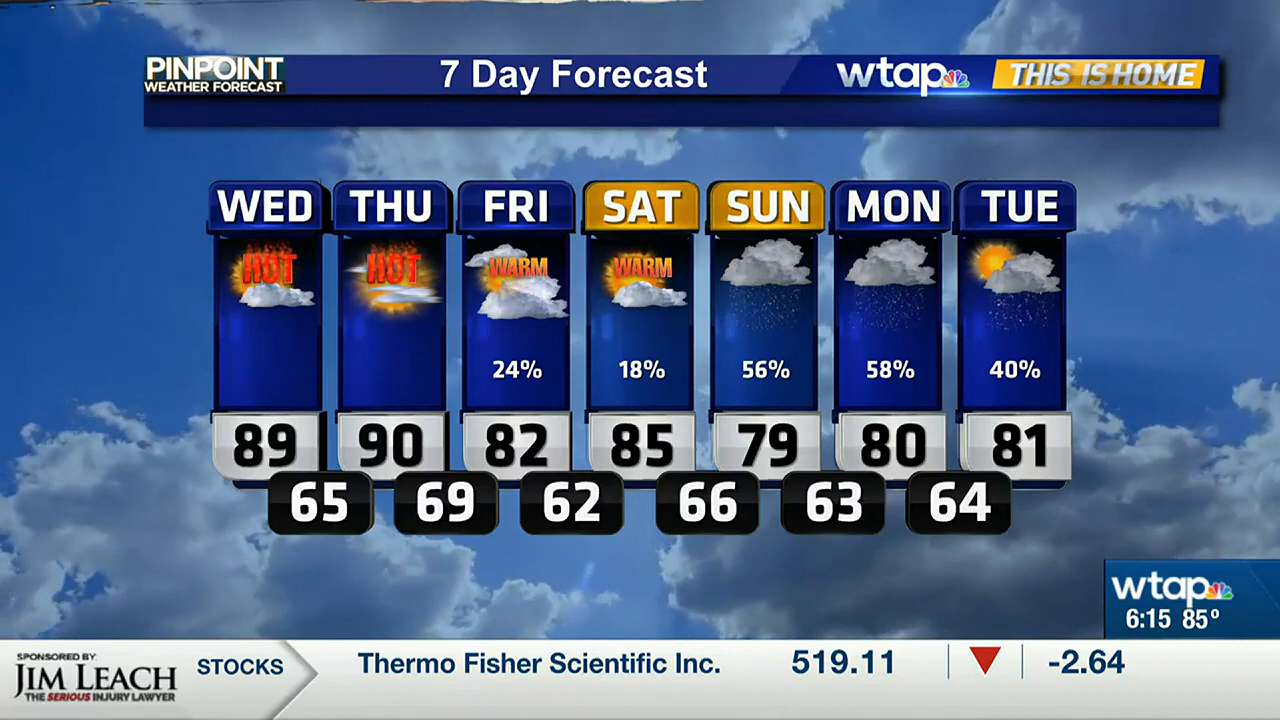 PINPOINT
WEATHER FORECAST
7 Day Forecast
wtap
THIS IS HOME
WED THU FRI SAT SUN MON TUE
HOT HOT WARM WARM
24% 18% 56% 58% 40%
89 90 82 85 79 80 81
65 69 62 66 63 64
wtap
6:15 85°
SPONSORED BY:
JIM LEACH
THE SERIOUS INJURY LAWYER
STOCKS
Thermo Fisher Scientific Inc. 519.11 -2.64